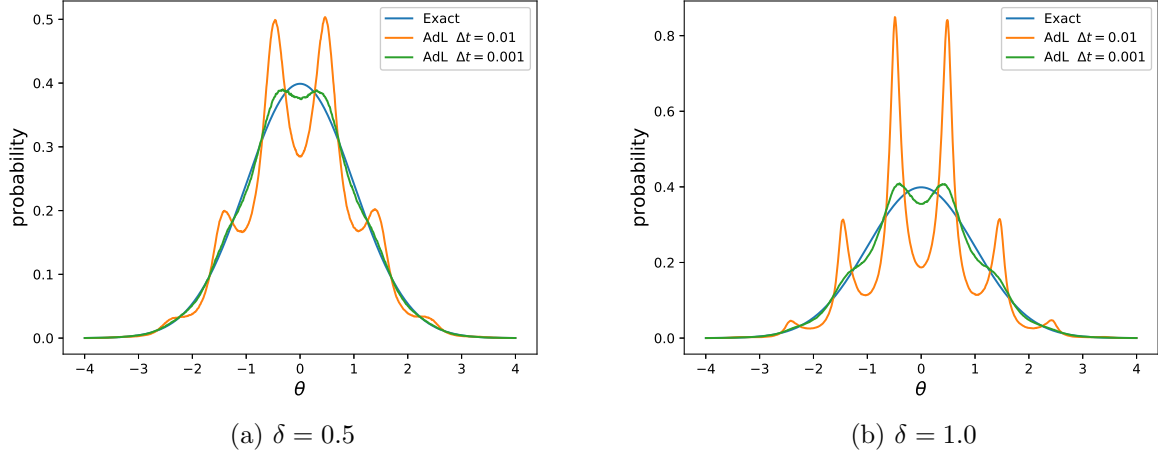 Exact
AdL Δt = 0.01
AdL Δt = 0.001
probability
0.5
0.4
0.3
0.2
0.1
0.0
−4 −3 −2 −1 0 1 2 3 4
θ
(a) δ = 0.5
Exact
AdL Δt = 0.01
AdL Δt = 0.001
probability
0.8
0.6
0.4
0.2
0.0
−4 −3 −2 −1 0 1 2 3 4
θ
(b) δ = 1.0